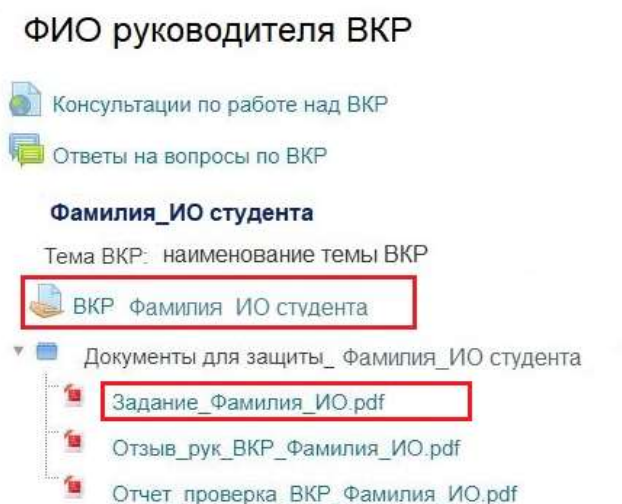 ФИО руководителя ВКР
Консультации по работе над ВКР
Ответы на вопросы по ВКР
Фамилия_ИО студента
Тема ВКР: наименование темы ВКР
ВКР Фамилия ИО студента
Документы для защиты_ Фамилия_ИО студента
Задание_Фамилия_ИО.pdf
Отзыв_рук_ВКР_Фамилия_ИО.pdf
Отчет_проверка_ВКР_Фамилия_ИО.pdf